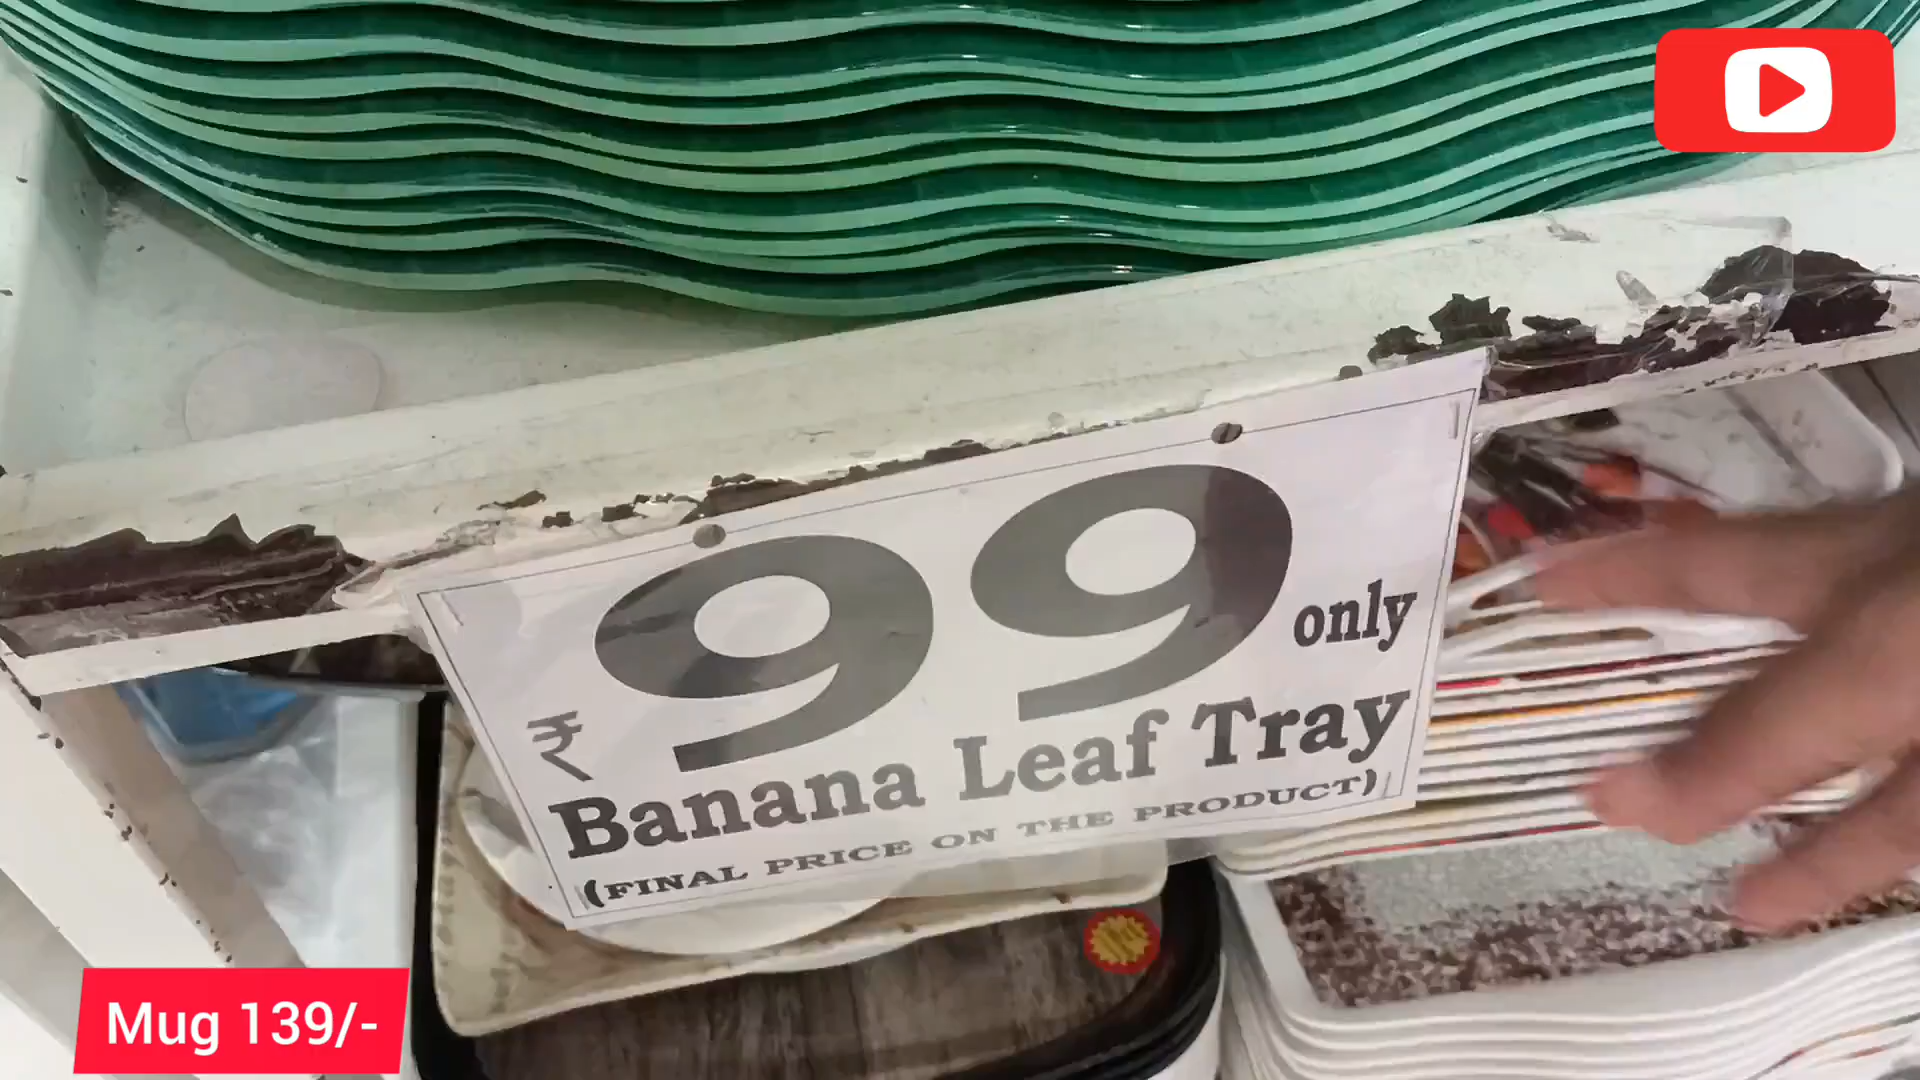 ₹ 99 only
Banana Leaf Tray
(FINAL PRICE ON THE PRODUCT)
Mug 139/-